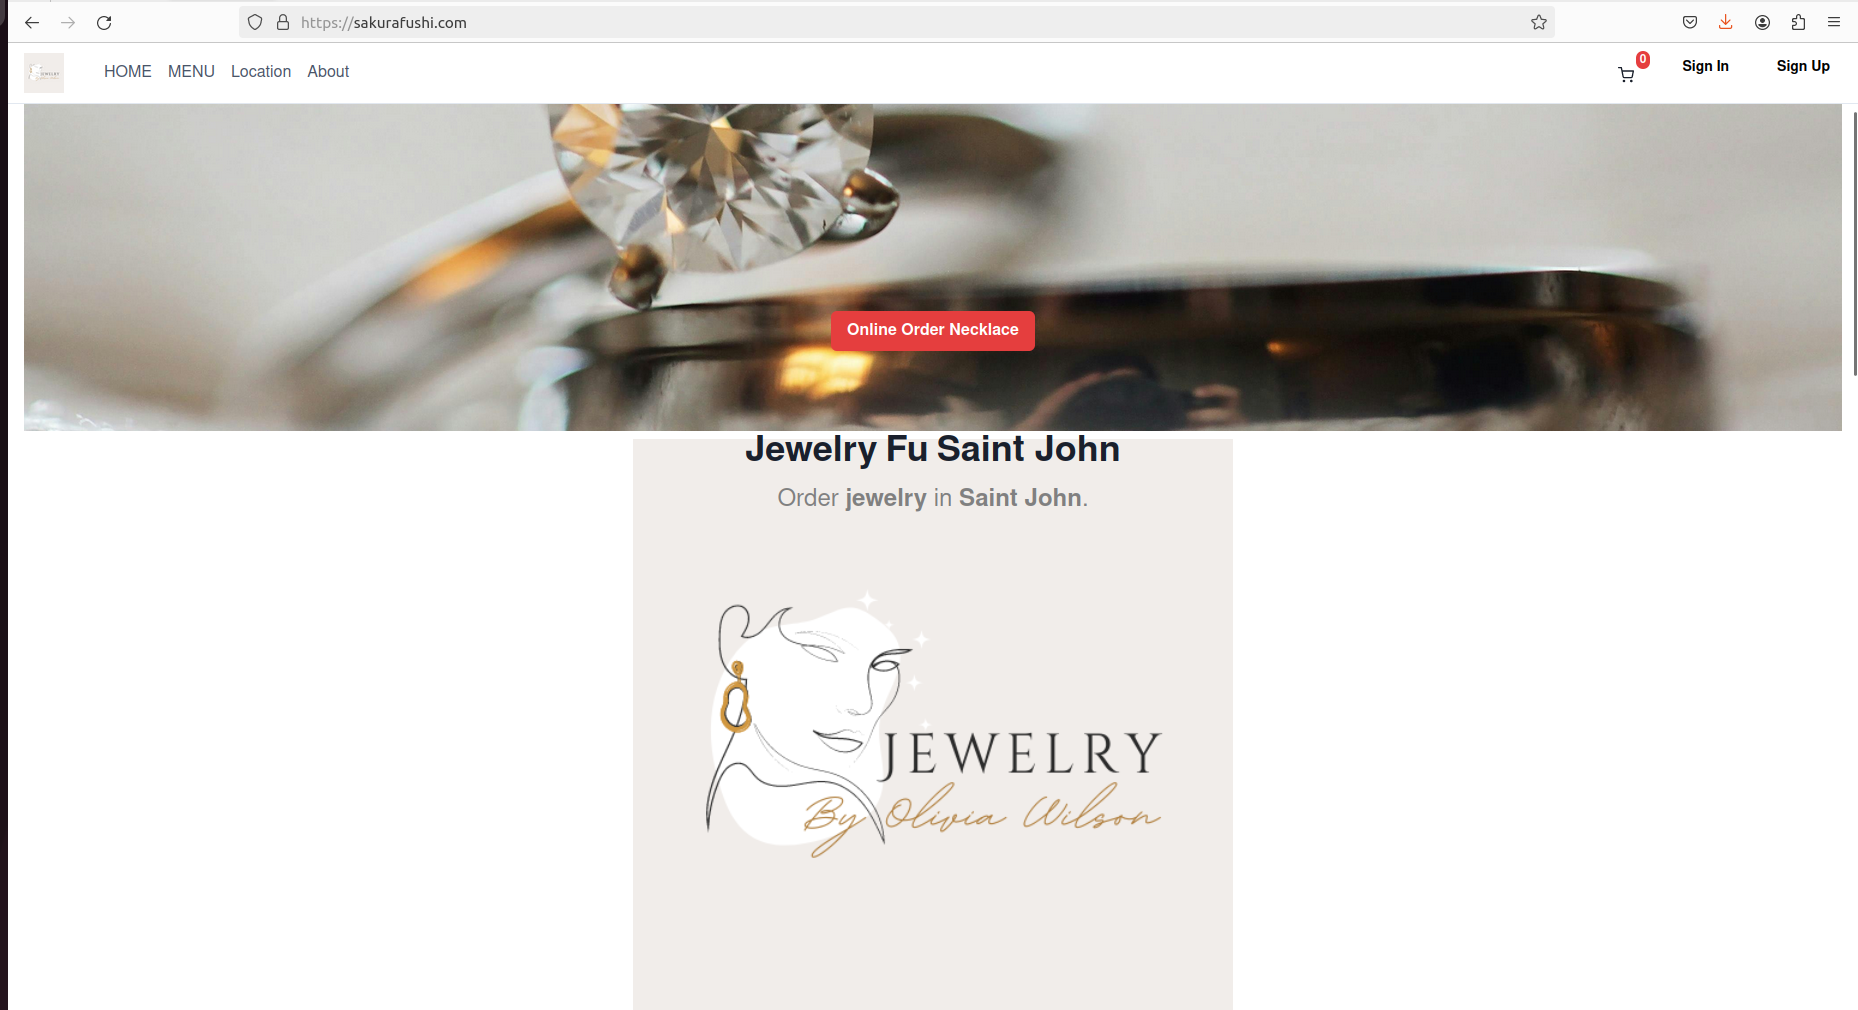 https://sakurafushi.com
HOME MENU Location About
0
Sign In Sign Up
Online Order Necklace
Jewelry Fu Saint John
Order jewelry in Saint John.
JEWELRY
By Olivia Wilson